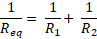 1/R_eq = 1/R_1 + 1/R_2